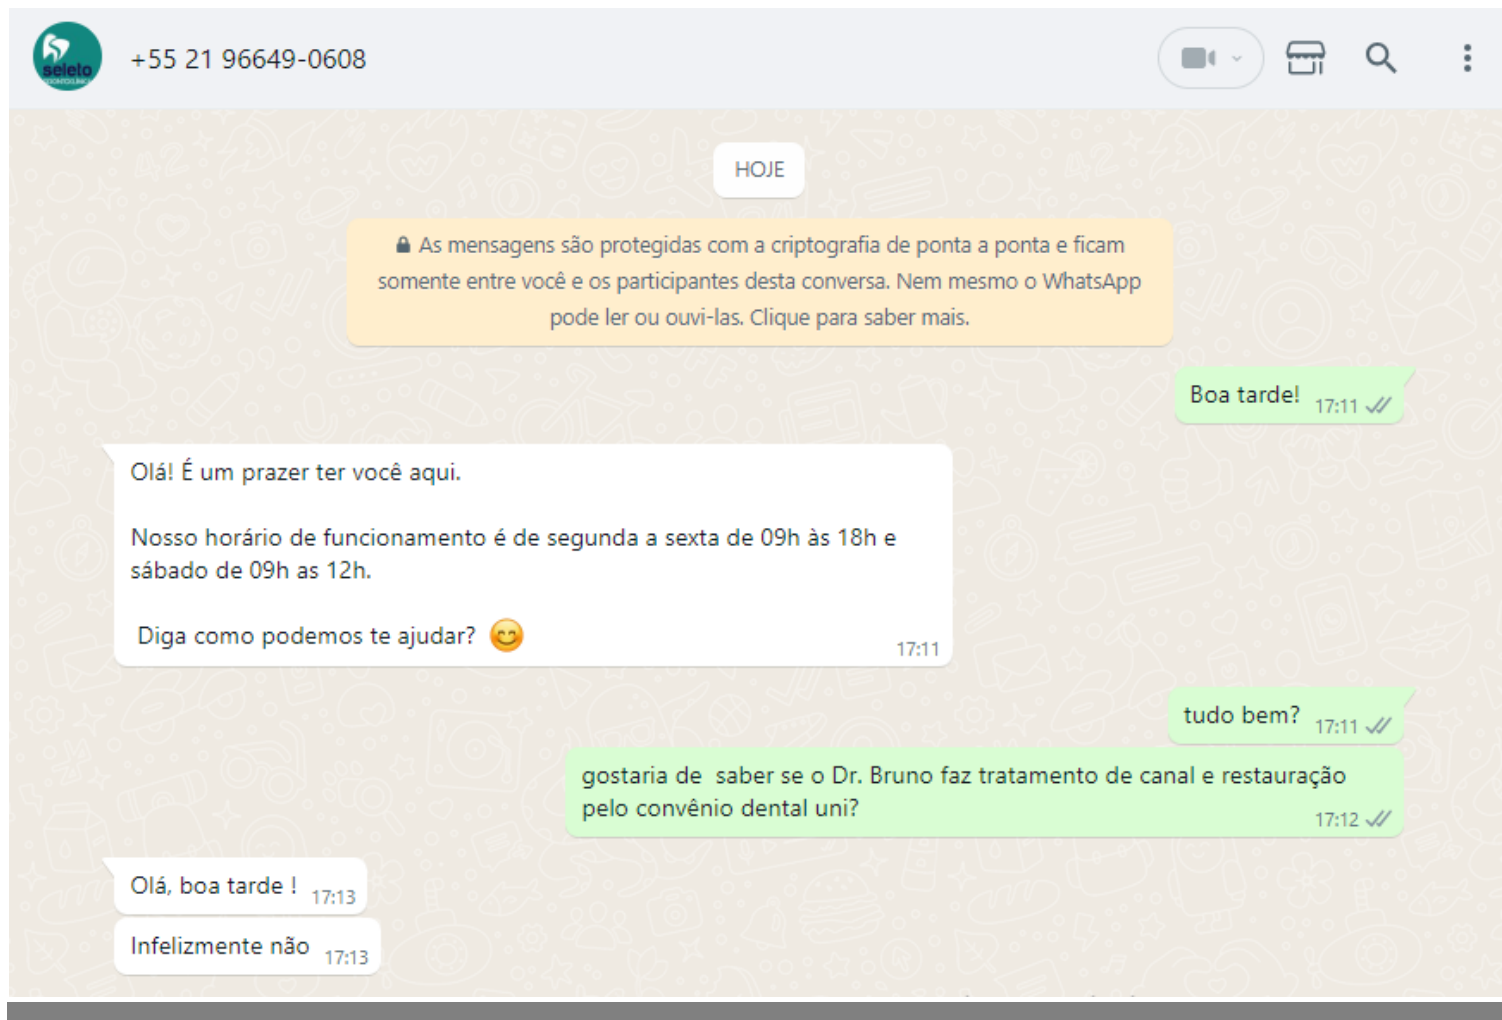 seleto
ODONTOCLÍNICA
+55 21 96649-0608
HOJE
As mensagens são protegidas com a criptografia de ponta a ponta e ficam
somente entre você e os participantes desta conversa. Nem mesmo o WhatsApp
pode ler ou ouvi-las. Clique para saber mais.
Boa tarde! 17:11
Olá! É um prazer ter você aqui.
Nosso horário de funcionamento é de segunda a sexta de 09h às 18h e
sábado de 09h as 12h.
Diga como podemos te ajudar? 😊
17:11
tudo bem? 17:11
gostaria de  saber se o Dr. Bruno faz tratamento de canal e restauração
pelo convênio dental uni?
17:12
Olá, boa tarde ! 17:13
Infelizmente não 17:13